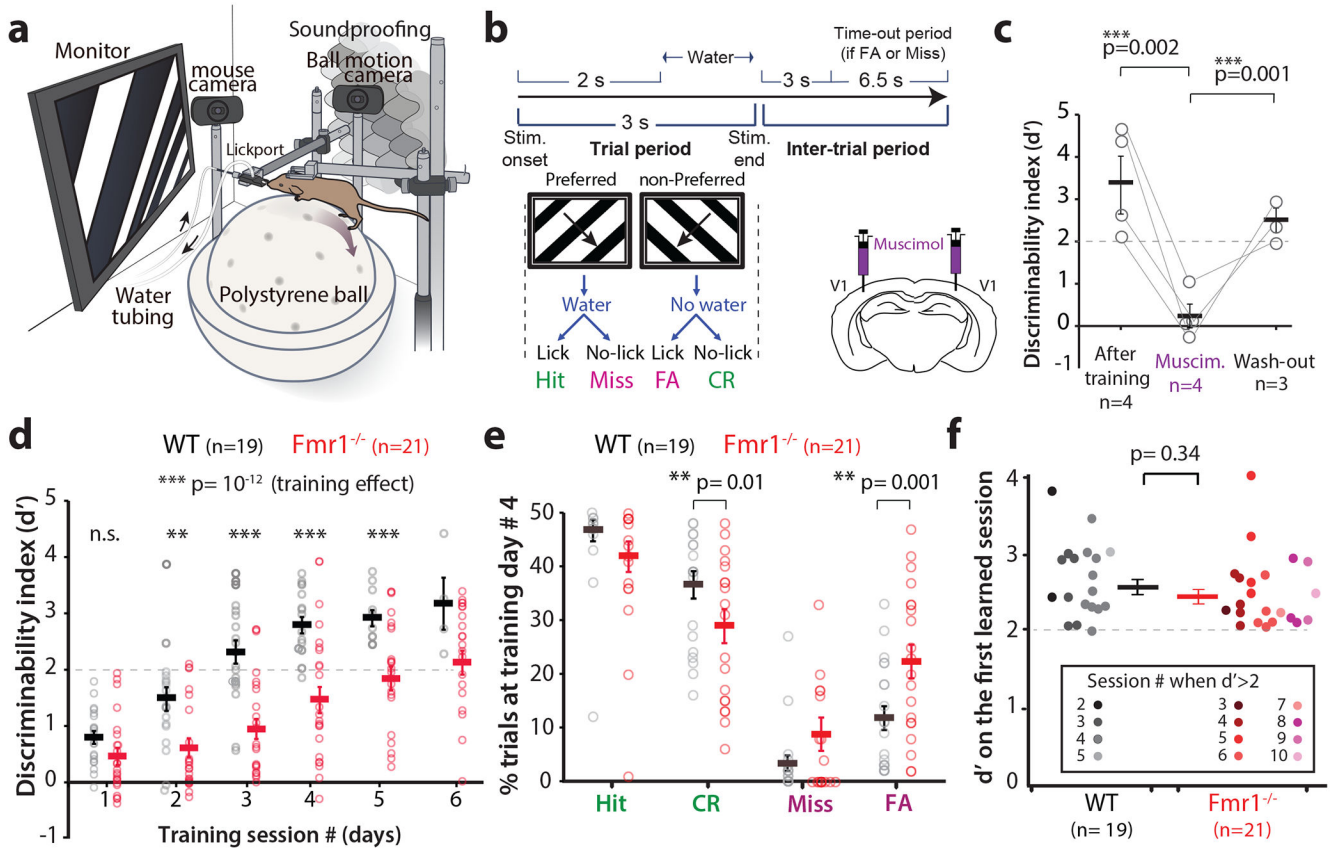 a
Monitor
Soundproofing
mouse
camera
Ball motion
camera
Lickport
Water
tubing
Polystyrene ball
b
Water
Time-out period
(if FA or Miss)
2 s
3 s
6.5 s
3 s
Stim.
onset
Trial period
Stim.
end
Inter-trial period
Preferred
non-Preferred
Water
No water
Lick
No-lick
Lick
No-lick
Hit
Miss
FA
CR
Muscimol
V1
V1
c
***
p=0.002
***
p=0.001
Discriminability index (d')
5
4
3
2
1
0
-1
After
training
n=4
Muscim.
n=4
Wash-out
n=3
d
WT (n=19)
Fmr1-/- (n=21)
*** p= 10-12 (training effect)
n.s.
**
***
***
***
Discriminability index (d')
5
4
3
2
1
0
-1
1
2
3
4
5
6
Training session # (days)
e
WT (n=19)
Fmr1-/- (n=21)
** p= 0.01
** p= 0.001
% trials at training day # 4
50
40
30
20
10
0
Hit
CR
Miss
FA
f
p= 0.34
d' on the first learned session
4
3
2
1
0
Session # when d'>2
2
3
4
5
3
4
5
6
7
8
9
10
WT
(n= 19)
Fmr1-/-
(n=21)